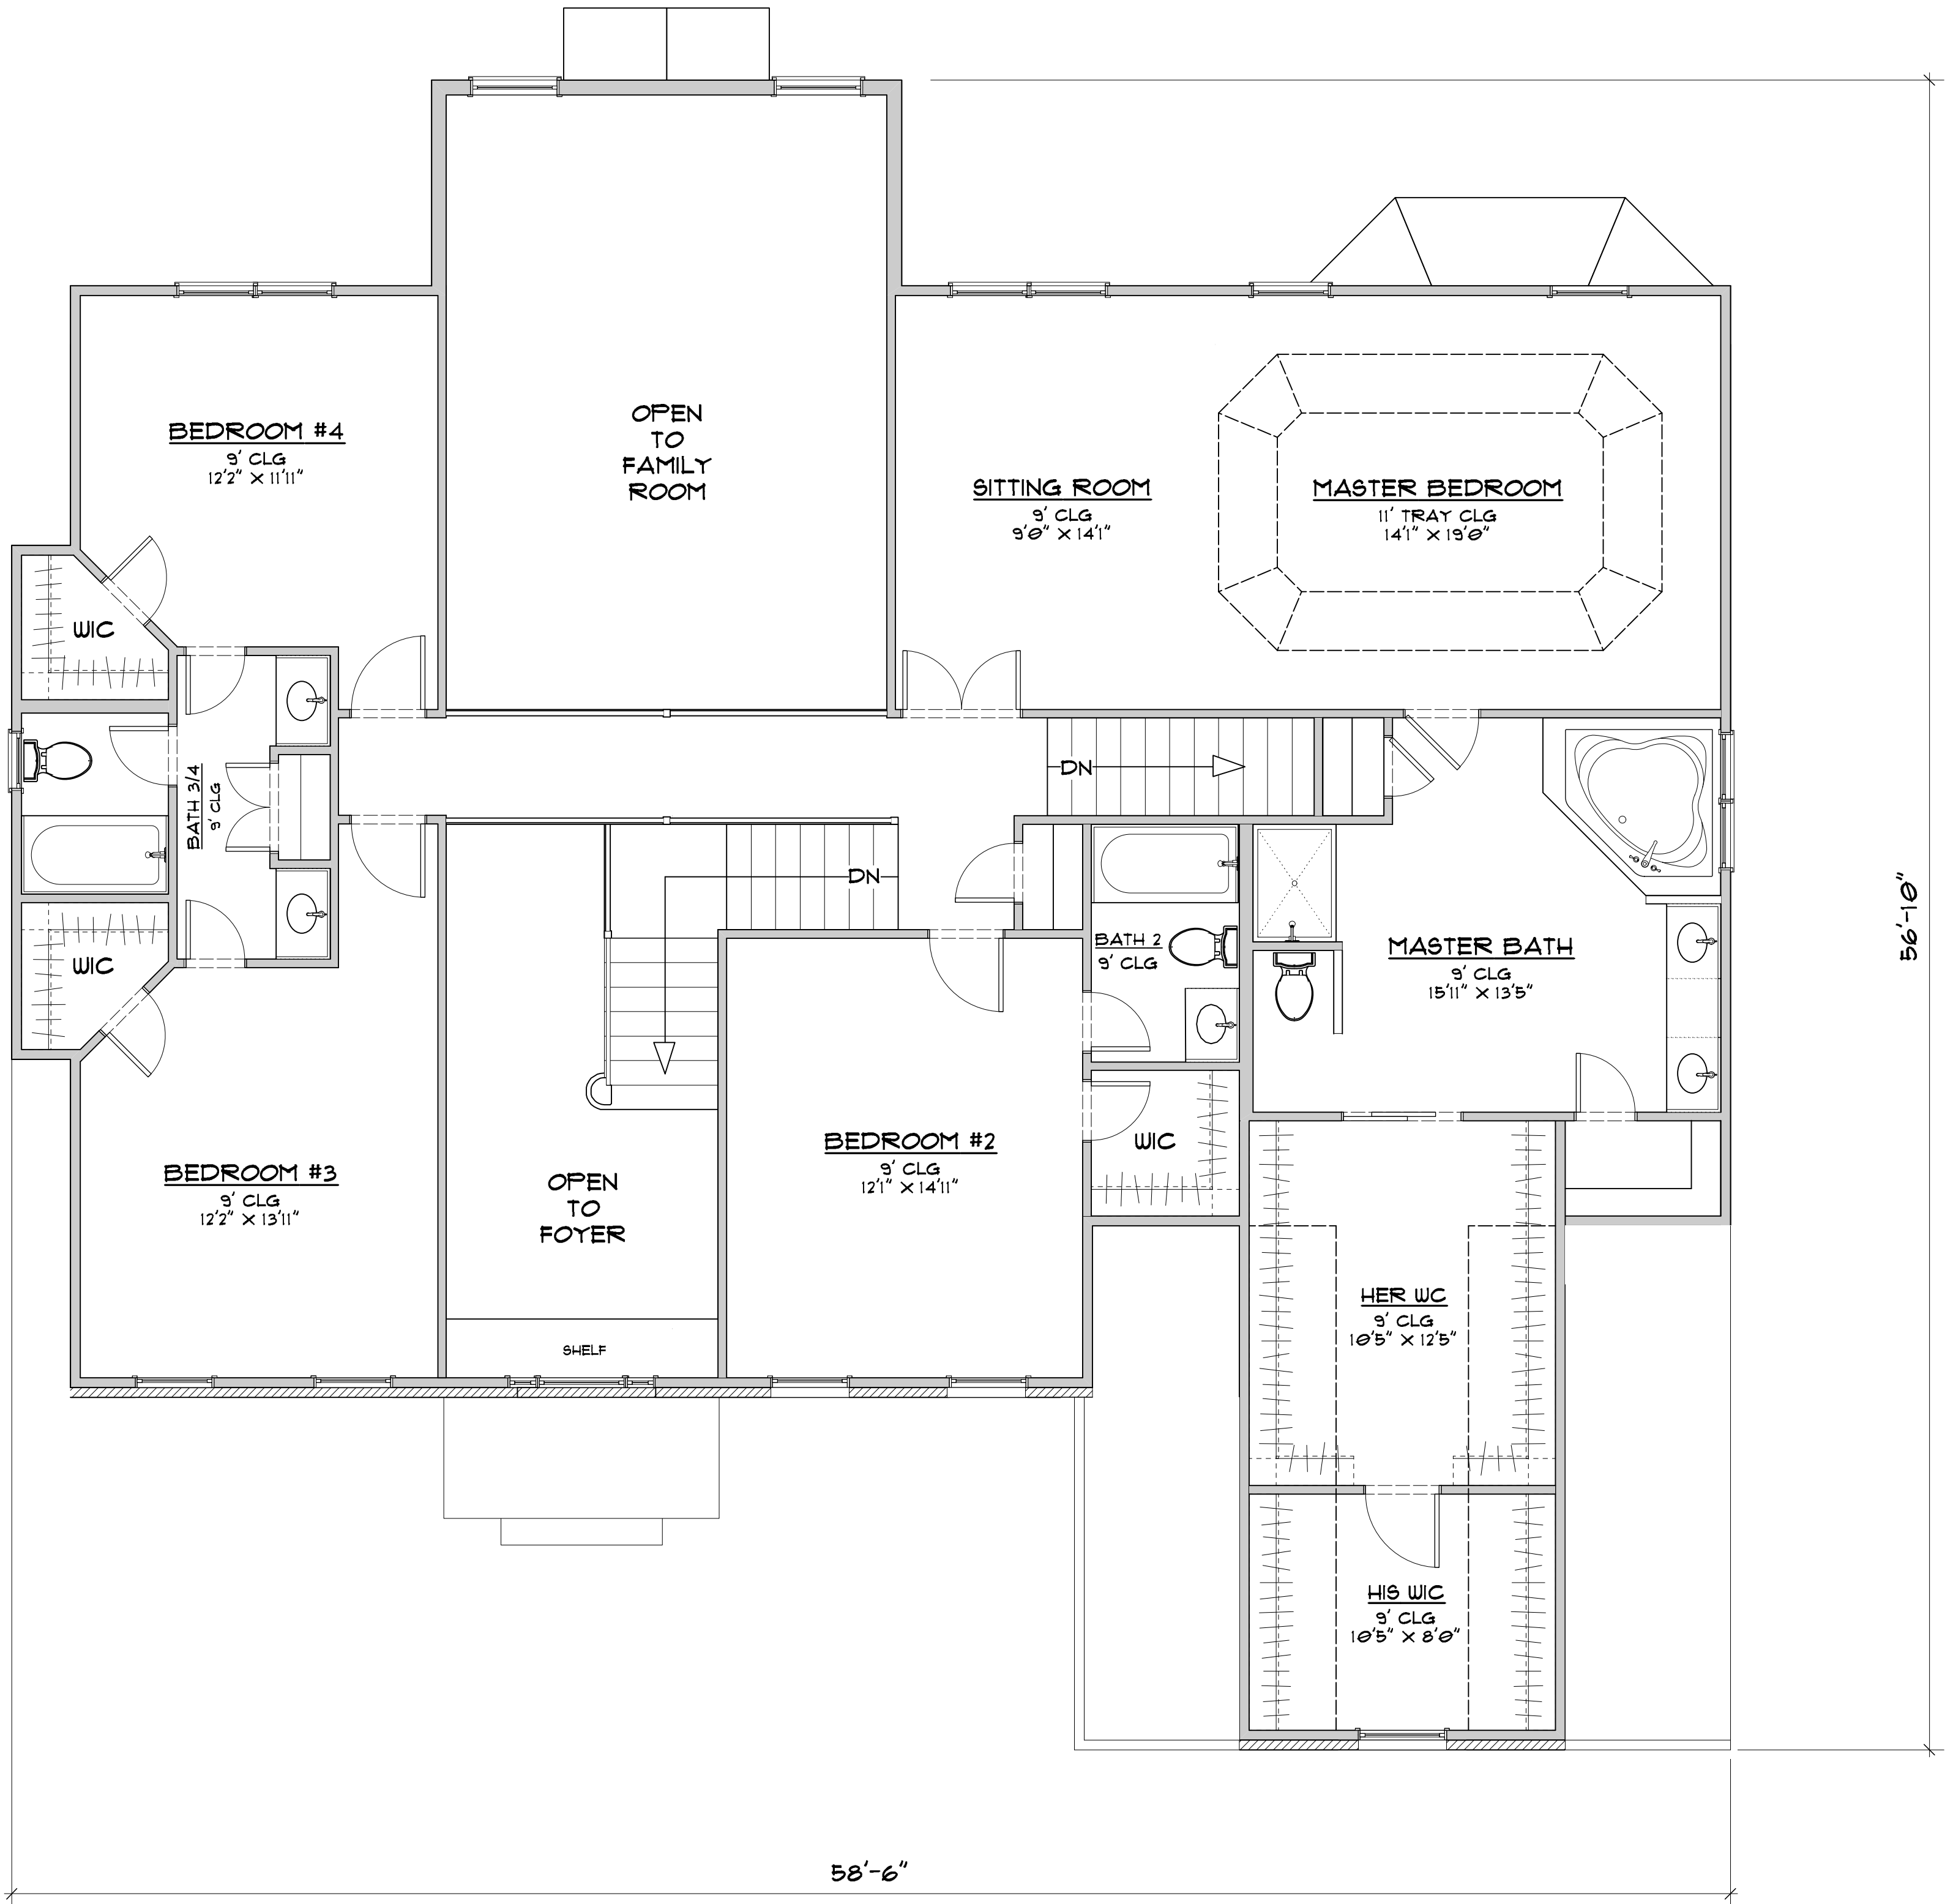 OPEN
TO
FAMILY
ROOM
BEDROOM #4
9' CLG
12'2" X 11'11"
SITTING ROOM
9' CLG
9'0" X 14'1"
MASTER BEDROOM
11' TRAY CLG
14'1" X 19'0"
WIC
BATH 3/4
9' CLG
DN
DN
WIC
BATH 2
9' CLG
MASTER BATH
9' CLG
15'11" X 13'5"
56'-10"
BEDROOM #3
9' CLG
12'2" X 13'11"
OPEN
TO
FOYER
SHELF
BEDROOM #2
9' CLG
12'1" X 14'11"
WIC
HER WC
9' CLG
10'5" X 12'5"
HIS WIC
9' CLG
10'5" X 8'0"
58'-6"